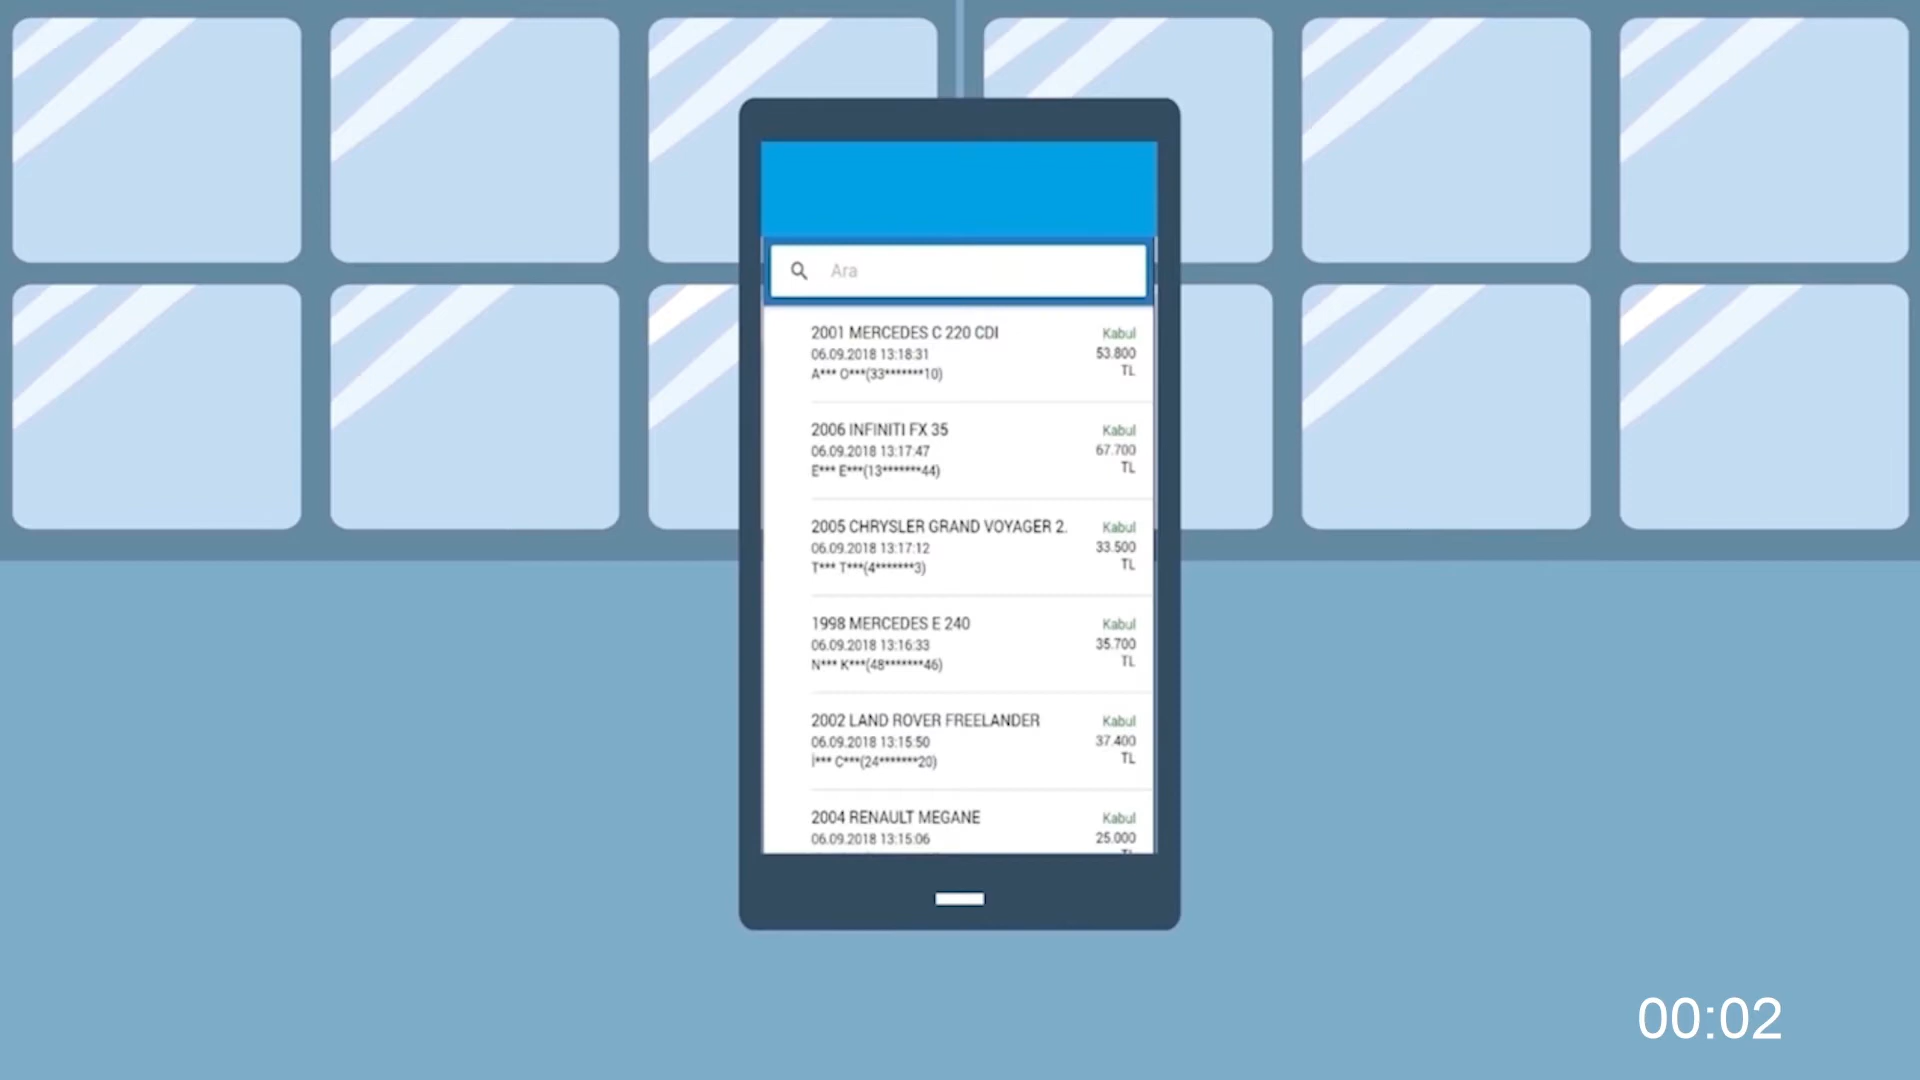 Ara
2001 MERCEDES C 220 CDI
Kabul
06.09.2018 13:18:31
53.800
A*** O***(33*******10)
TL
2006 INFINITI FX 35
Kabul
06.09.2018 13:17:47
67.700
E*** E***(13*******44)
TL
2005 CHRYSLER GRAND VOYAGER 2.
Kabul
06.09.2018 13:17:12
33.500
T*** T***(4*******3)
TL
1998 MERCEDES E 240
Kabul
06.09.2018 13:16:33
35.700
N*** K***(48*******46)
TL
2002 LAND ROVER FREELANDER
Kabul
06.09.2018 13:15:50
37.400
İ*** C***(24*******20)
TL
2004 RENAULT MEGANE
Kabul
06.09.2018 13:15:06
25.000
00:02